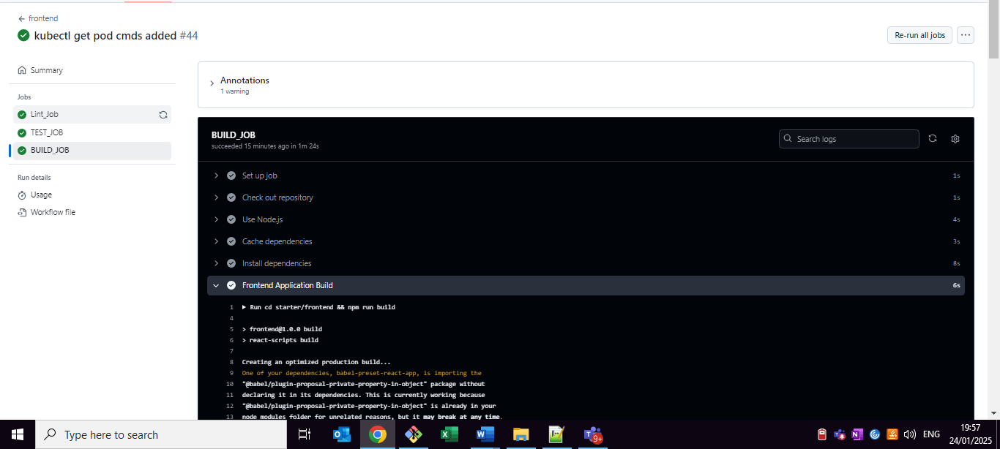 frontend
kubectl get pod cmds added #44
Re-run all jobs
Summary
Jobs
Lint_Job
TEST_JOB
BUILD_JOB
Run details
Usage
Workflow file
Annotations
1 warning
BUILD_JOB
succeeded 15 minutes ago in 1m 24s
Search logs
Set up job 1s
Check out repository 1s
Use Node.js 4s
Cache dependencies 3s
Install dependencies 8s
Frontend Application Build 6s
1 Run cd starter/frontend && npm run build
4
5 > frontend@1.0.0 build
6 > react-scripts build
7
8 Creating an optimized production build...
9 One of your dependencies, babel-preset-react-app, is importing the
10 "@babel/plugin-proposal-private-property-in-object" package without
11 declaring it in its dependencies. This is currently working because
12 "@babel/plugin-proposal-private-property-in-object" is already in your
13 node_modules folder for unrelated reasons, but it may break at any time.
Type here to search
9+
ENG
19:57
24/01/2025